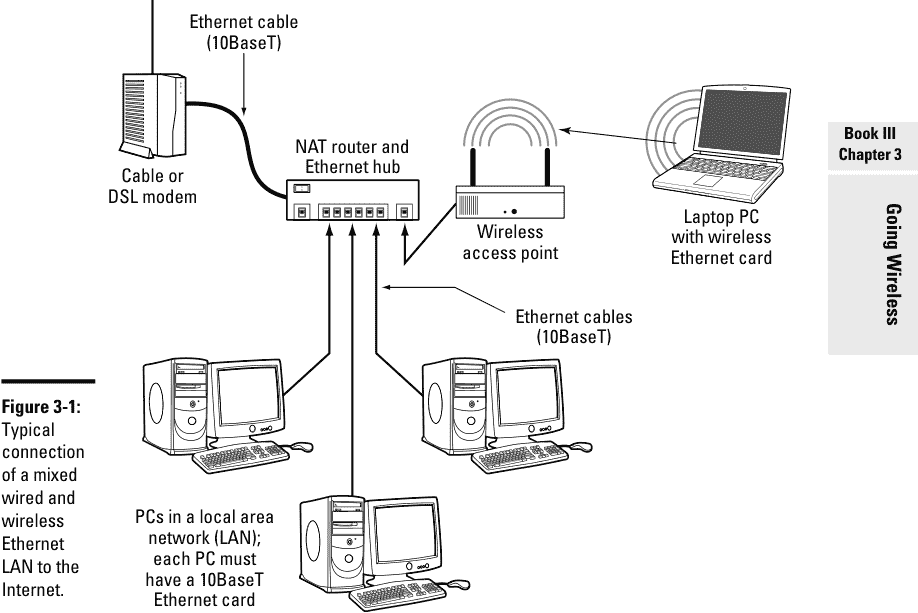 Ethernet cable
(10BaseT)
NAT router and
Ethernet hub
Cable or
DSL modem
Wireless
access point
Laptop PC
with wireless
Ethernet card
Book III
Chapter 3
Going Wireless
Ethernet cables
(10BaseT)
Figure 3-1:
Typical
connection
of a mixed
wired and
wireless
Ethernet
LAN to the
Internet.
PCs in a local area
network (LAN);
each PC must
have a 10BaseT
Ethernet card